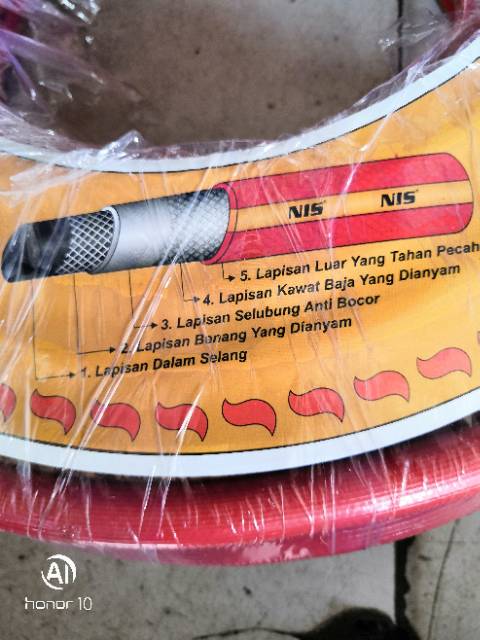 NIS NIS
5. Lapisan Luar Yang Tahan Pecah
4. Lapisan Kawat Baja Yang Dianyam
3. Lapisan Selubung Anti Bocor
2. Lapisan Benang Yang Dianyam
1. Lapisan Dalam Selang
AI
honor 10